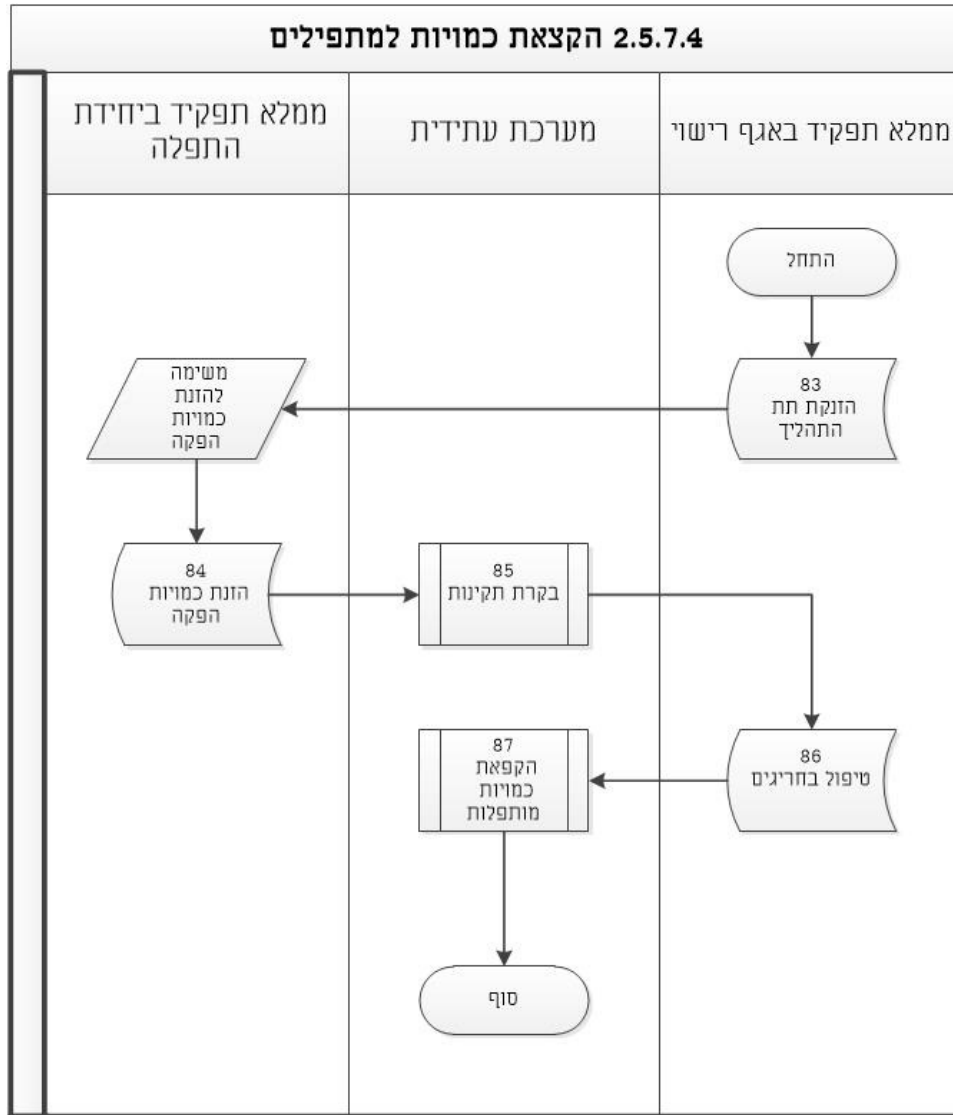 2.5.7.4 הקצאת כמויות למתפילים
ממלא תפקיד באגף רישוי
מערכת עתידית
ממלא תפקיד ביחידת
התפלה
התחל
83
הזנקת תת
התהליך
משימה
להזנת
כמויות
הפקה
84
הזנת כמויות
הפקה
85
בקרת תקינות
86
טיפול בחריגים
87
הקפאת
כמויות
מותפלות
סוף